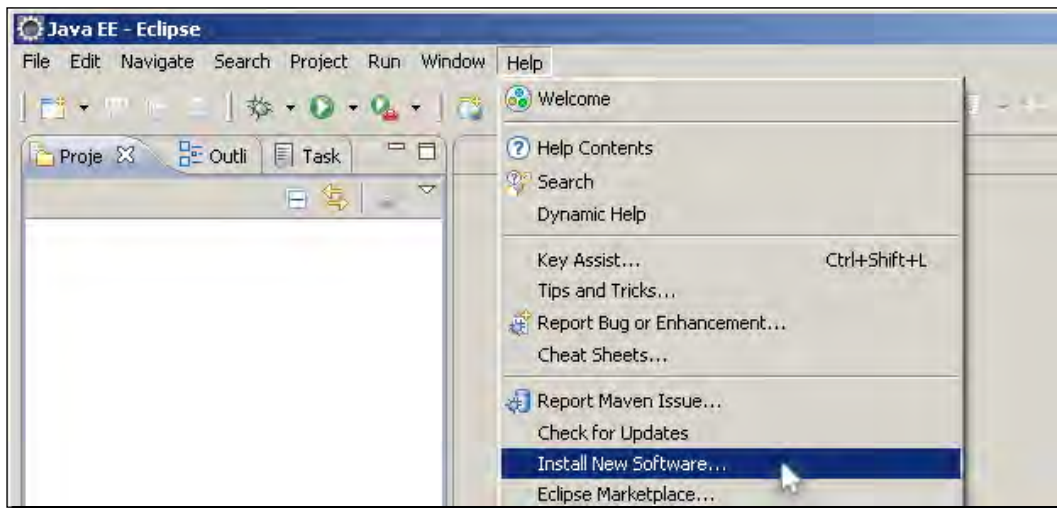 Java EE - Eclipse
File Edit Navigate Search Project Run Window Help
Proje Outli Task
Welcome
Help Contents
Search
Dynamic Help
Key Assist... Ctrl+Shift+L
Tips and Tricks...
Report Bug or Enhancement...
Cheat Sheets...
Report Maven Issue...
Check for Updates
Install New Software...
Eclipse Marketplace...